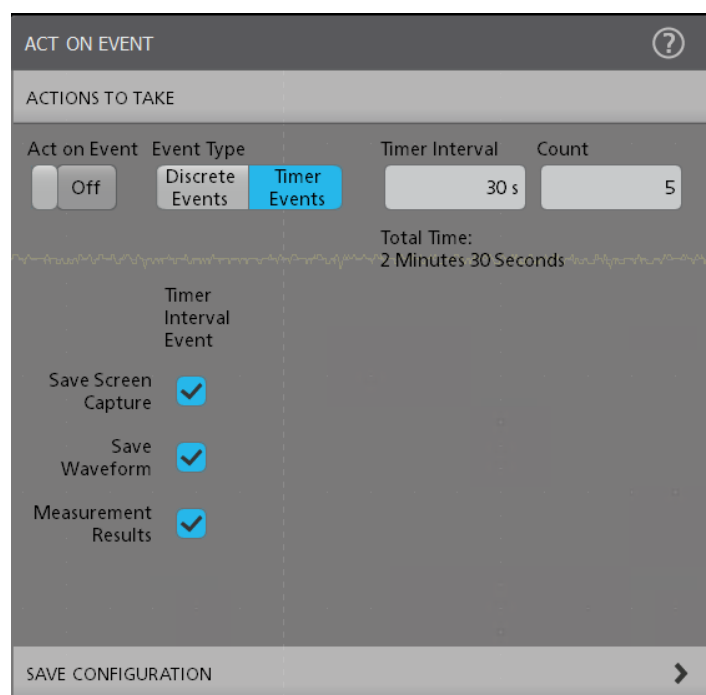 ACT ON EVENT
?
ACTIONS TO TAKE
Act on Event Event Type Timer Interval Count
Off Discrete Events Timer Events 30 s 5
Total Time:
2 Minutes 30 Seconds
Timer
Interval
Event
Save Screen
Capture
Save
Waveform
Measurement
Results
SAVE CONFIGURATION